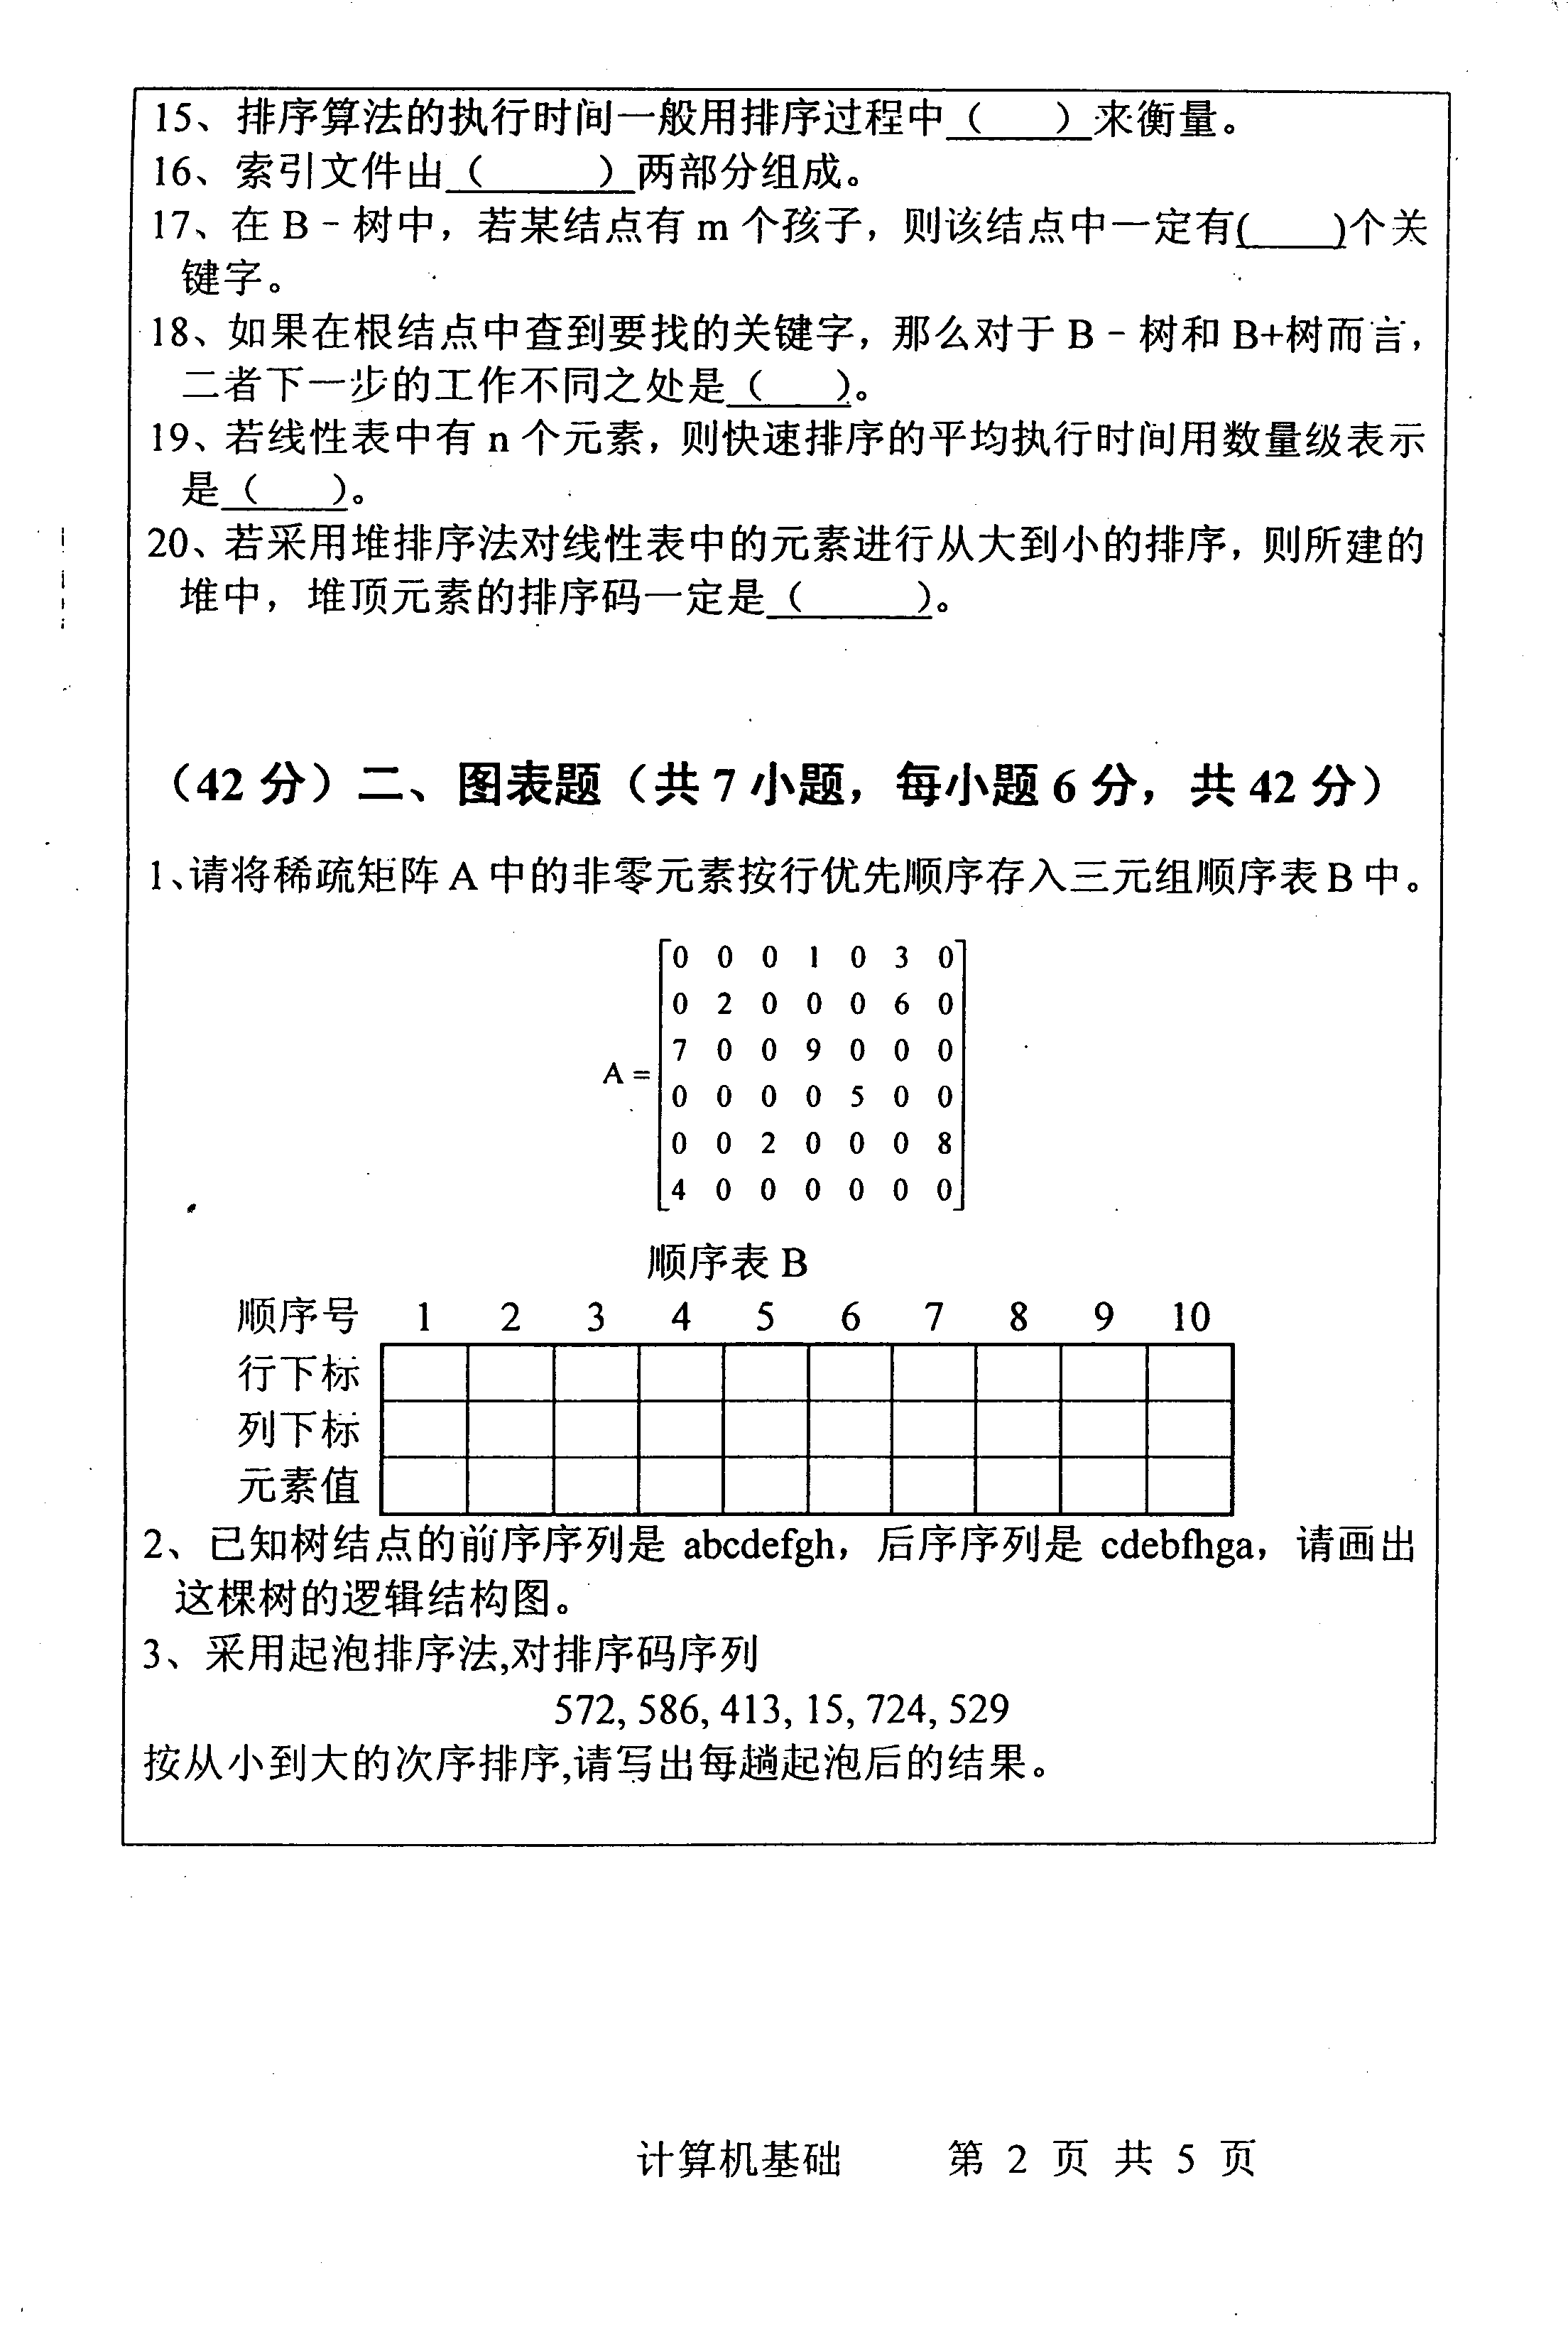 15、排序算法的执行时间一般用排序过程中（　　）来衡量。
16、索引文件由（　　　）两部分组成。
17、在 B－树中，若某结点有 m 个孩子，则该结点中一定有(　　)个关
键字。
18、如果在根结点中查到要找的关键字，那么对于 B－树和 B+树而言，
二者下一步的工作不同之处是（　　)。
19、若线性表中有 n 个元素，则快速排序的平均执行时间用数量级表示
是（　　)。
20、若采用堆排序法对线性表中的元素进行从大到小的排序，则所建的
堆中，堆顶元素的排序码一定是（　　　)。
（42 分）二、图表题（共 7 小题，每小题 6 分，共 42 分）
1、请将稀疏矩阵 A 中的非零元素按行优先顺序存入三元组顺序表 B 中。
0 0 0 1 0 3 0
0 2 0 0 0 6 0
7 0 0 9 0 0 0
A =
0 0 0 0 5 0 0
0 0 2 0 0 0 8
4 0 0 0 0 0 0
顺序表 B
顺序号 1 2 3 4 5 6 7 8 9 10
行下标
列下标
元素值
2、已知树结点的前序序列是 abcdefgh，后序序列是 cdebfhga，请画出
这棵树的逻辑结构图。
3、采用起泡排序法,对排序码序列
572, 586, 413, 15, 724, 529
按从小到大的次序排序,请写出每趟起泡后的结果。
计算机基础 第 2 页 共 5 页